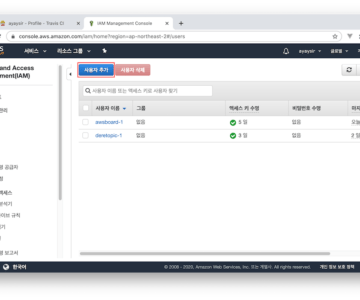 ayaysir – Profile – Travis CI
IAM Management Console
console.aws.amazon.com/iam/home?region=ap-northeast-2#/users
서비스
리소스 그룹
ayaysir
글로벌
and Access
ment(IAM)
사용자 추가
사용자 삭제
사용자 이름 또는 액세스 키로 사용자 찾기
사용자 이름
그룹
액세스 키 수명
비밀번호 수명
awsboard-1
없음
5 일
없음
오늘
derekspic-1
없음
3 일
없음
2 일
한국어
© 2008 - 2020, Amazon Web Services, Inc. 또는 계열사. All rights reserved.
개인 정보 보호 정책